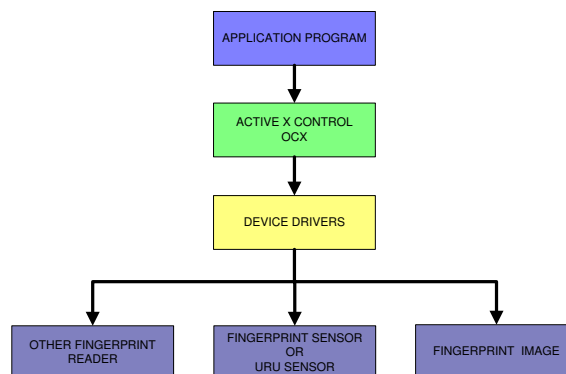 APPLICATION PROGRAM
ACTIVE X CONTROL
OCX
DEVICE DRIVERS
OTHER FINGERPRINT
READER
FINGERPRINT SENSOR
OR
URU SENSOR
FINGERPRINT IMAGE